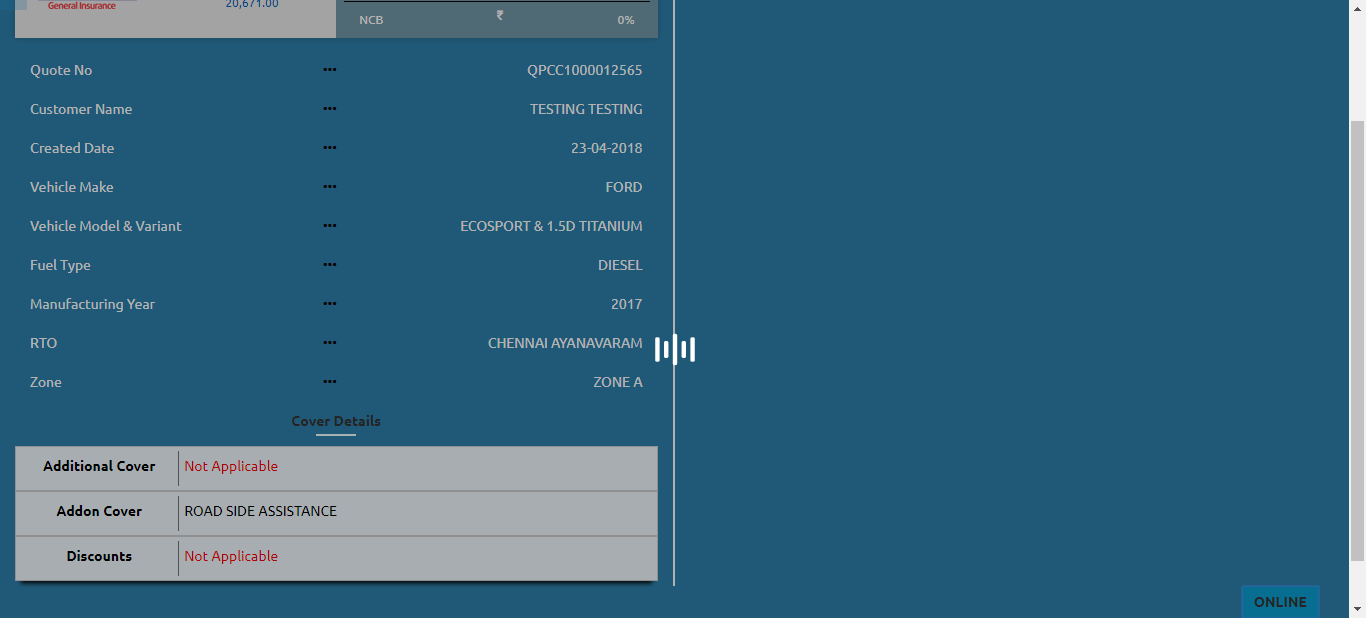 General Insurance
20,671.00
NCB ₹ 0%
Quote No ••• QPCC1000012565
Customer Name ••• TESTING TESTING
Created Date ••• 23-04-2018
Vehicle Make ••• FORD
Vehicle Model & Variant ••• ECOSPORT & 1.5D TITANIUM
Fuel Type ••• DIESEL
Manufacturing Year ••• 2017
RTO ••• CHENNAI AYANAVARAM
Zone ••• ZONE A
Cover Details
Additional Cover Not Applicable
Addon Cover ROAD SIDE ASSISTANCE
Discounts Not Applicable
ONLINE